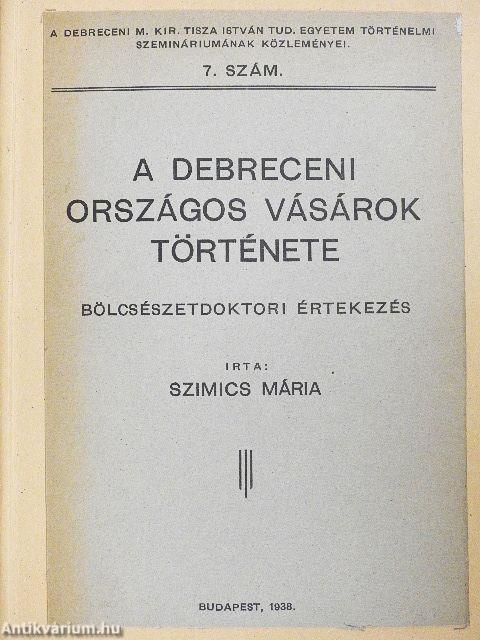 A DEBRECENI M. KIR. TISZA ISTVÁN TUD. EGYETEM TÖRTÉNELMI
SZEMINÁRIUMÁNAK KÖZLEMÉNYEI.
7. SZÁM.
A DEBRECENI
ORSZÁGOS VÁSÁROK
TÖRTÉNETE
BÖLCSÉSZETDOKTORI ÉRTEKEZÉS
IRTA:
SZIMICS MÁRIA
BUDAPEST, 1938.
Antikvárium.hu